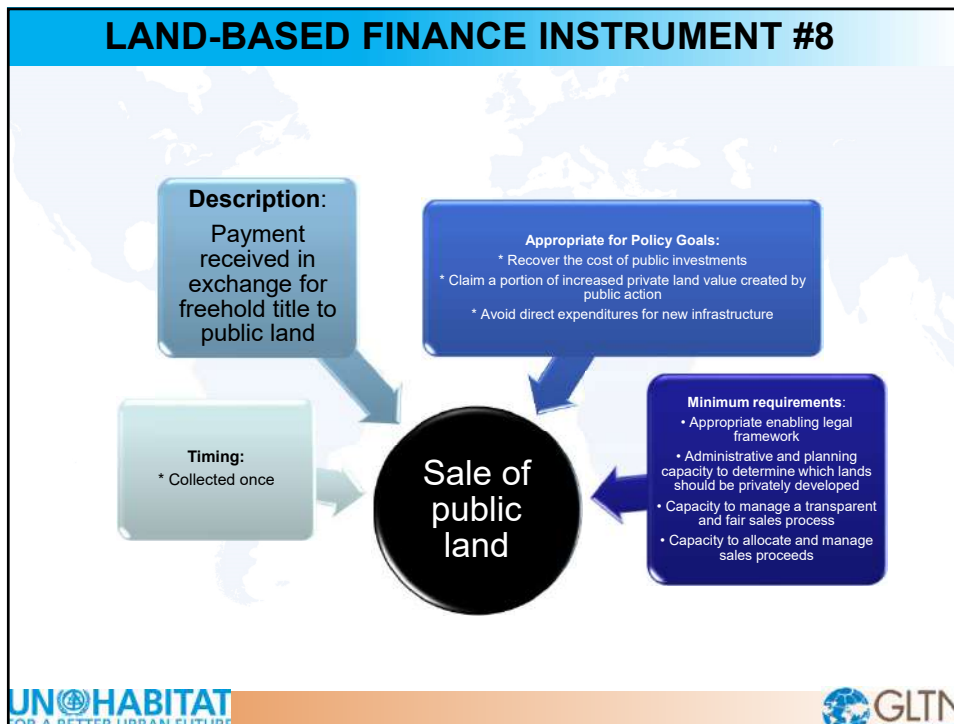 LAND-BASED FINANCE INSTRUMENT #8
Description:
Payment
received in
exchange for
freehold title to
public land
Appropriate for Policy Goals:
* Recover the cost of public investments
* Claim a portion of increased private land value created by
public action
* Avoid direct expenditures for new infrastructure
Timing:
* Collected once
Sale of
public
land
Minimum requirements:
• Appropriate enabling legal
framework
• Administrative and planning
capacity to determine which lands
should be privately developed
• Capacity to manage a transparent
and fair sales process
• Capacity to allocate and manage
sales proceeds
UN HABITAT
FOR A BETTER URBAN FUTURE
GLTN